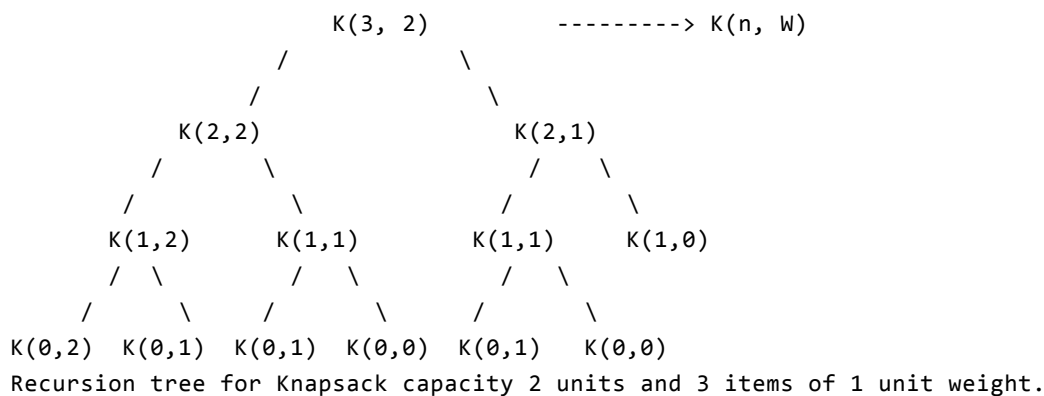 K(3, 2) ---------> K(n, W)
/ \
/ \
K(2,2) K(2,1)
/ \ / \
/ \ / \
K(1,2) K(1,1) K(1,1) K(1,0)
/ \ / \ / \
/ \ / \ / \
K(0,2) K(0,1) K(0,1) K(0,0) K(0,1) K(0,0)
Recursion tree for Knapsack capacity 2 units and 3 items of 1 unit weight.